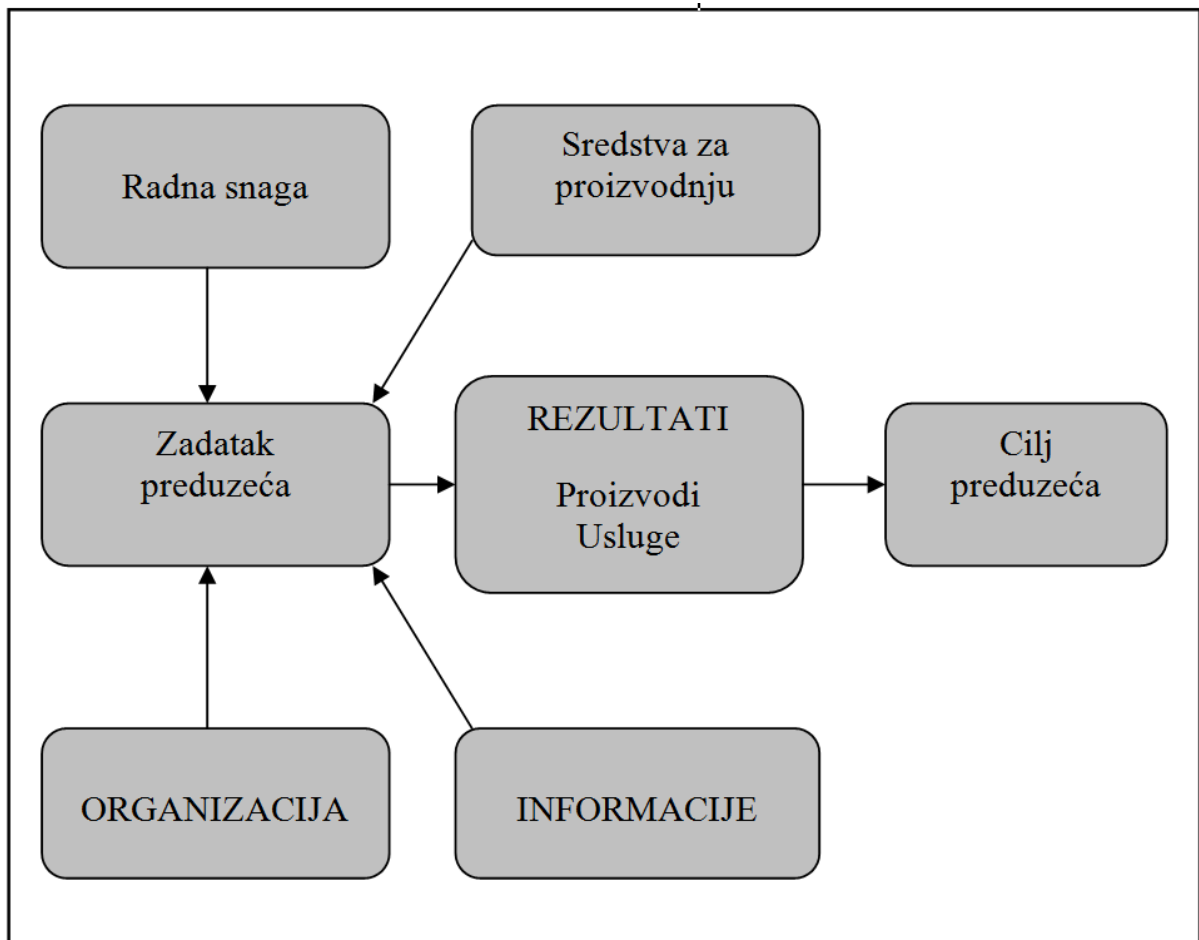 Radna snaga
Sredstva za
proizvodnju
Zadatak
preduzeća
REZULTATI
Proizvodi
Usluge
Cilj
preduzeća
ORGANIZACIJA
INFORMACIJE